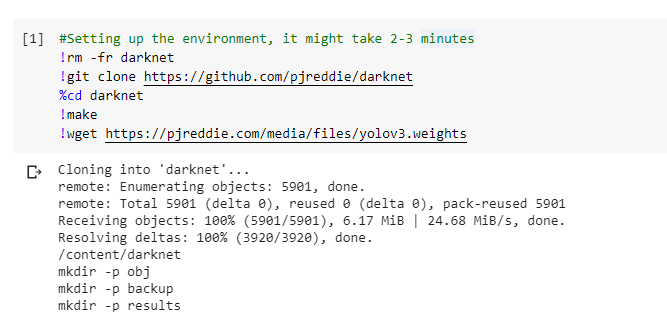 [1] #Setting up the environment, it might take 2-3 minutes
!rm -fr darknet
!git clone https://github.com/pjreddie/darknet
%cd darknet
!make
!wget https://pjreddie.com/media/files/yolov3.weights
Cloning into 'darknet'...
remote: Enumerating objects: 5901, done.
remote: Total 5901 (delta 0), reused 0 (delta 0), pack-reused 5901
Receiving objects: 100% (5901/5901), 6.17 MiB | 24.68 MiB/s, done.
Resolving deltas: 100% (3920/3920), done.
/content/darknet
mkdir -p obj
mkdir -p backup
mkdir -p results